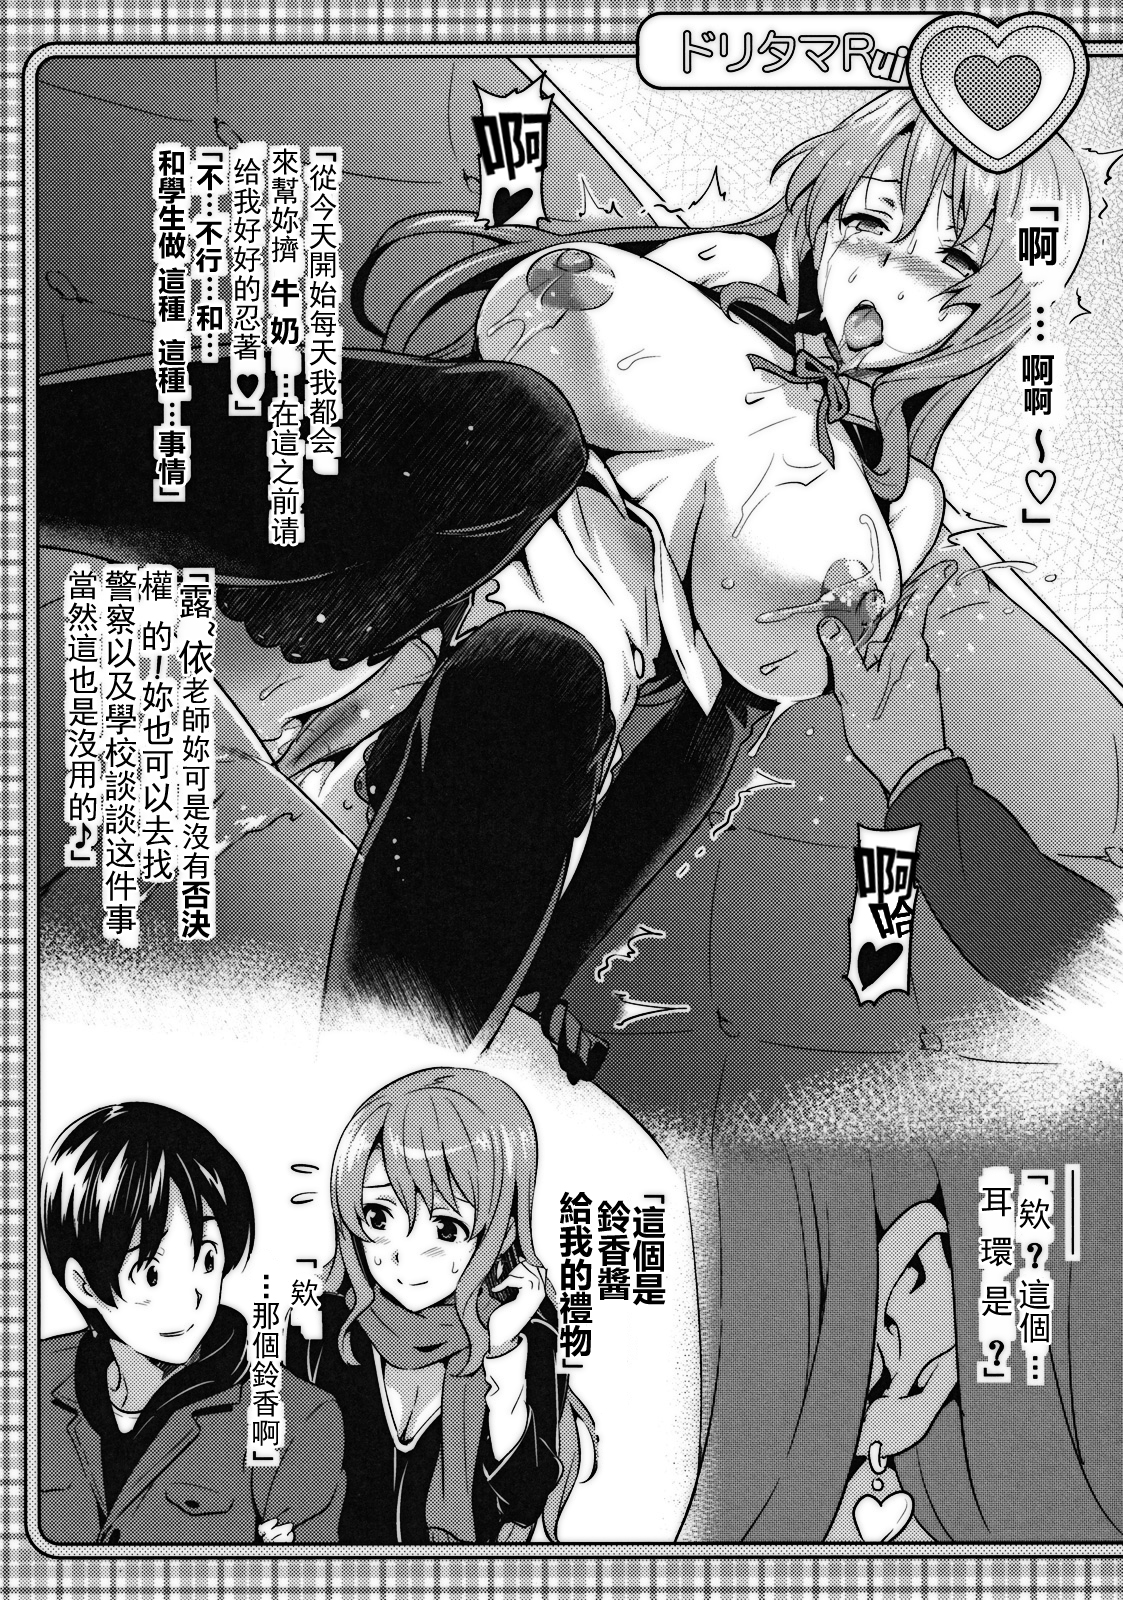 ドリタマRui
「啊…啊啊～♡」
啊♥
「從今天開始每天我都会
來幫妳擠 牛奶 …在這之前请
给我好好的忍著♥」
「不…不行…和…
和學生做 這種 這種…事情」
啊哈♥
「露~依老師妳可是沒有否決
權 的！妳也可以去找
警察以及學校談談这件事
當然這也是沒用的♪」
「欸？這個…
耳環是？」
「這個是
鈴香醬
給我的禮物」
「欸
…那個鈴香啊」